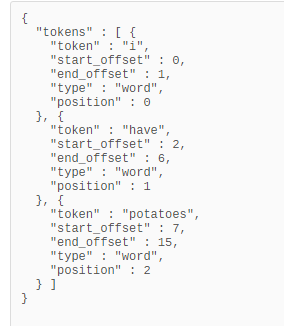 {
  "tokens" : [ {
    "token" : "i",
    "start_offset" : 0,
    "end_offset" : 1,
    "type" : "word",
    "position" : 0
  }, {
    "token" : "have",
    "start_offset" : 2,
    "end_offset" : 6,
    "type" : "word",
    "position" : 1
  }, {
    "token" : "potatoes",
    "start_offset" : 7,
    "end_offset" : 15,
    "type" : "word",
    "position" : 2
  } ]
}